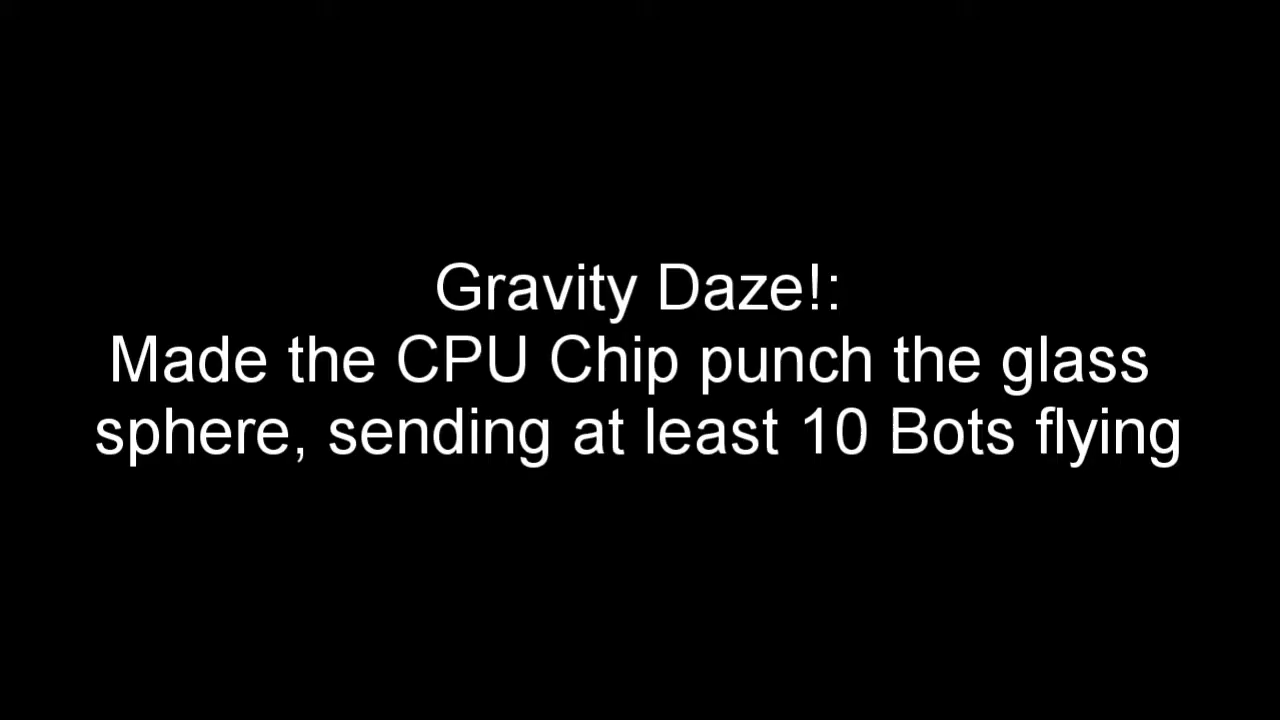 Gravity Daze!:
Made the CPU Chip punch the glass
sphere, sending at least 10 Bots flying